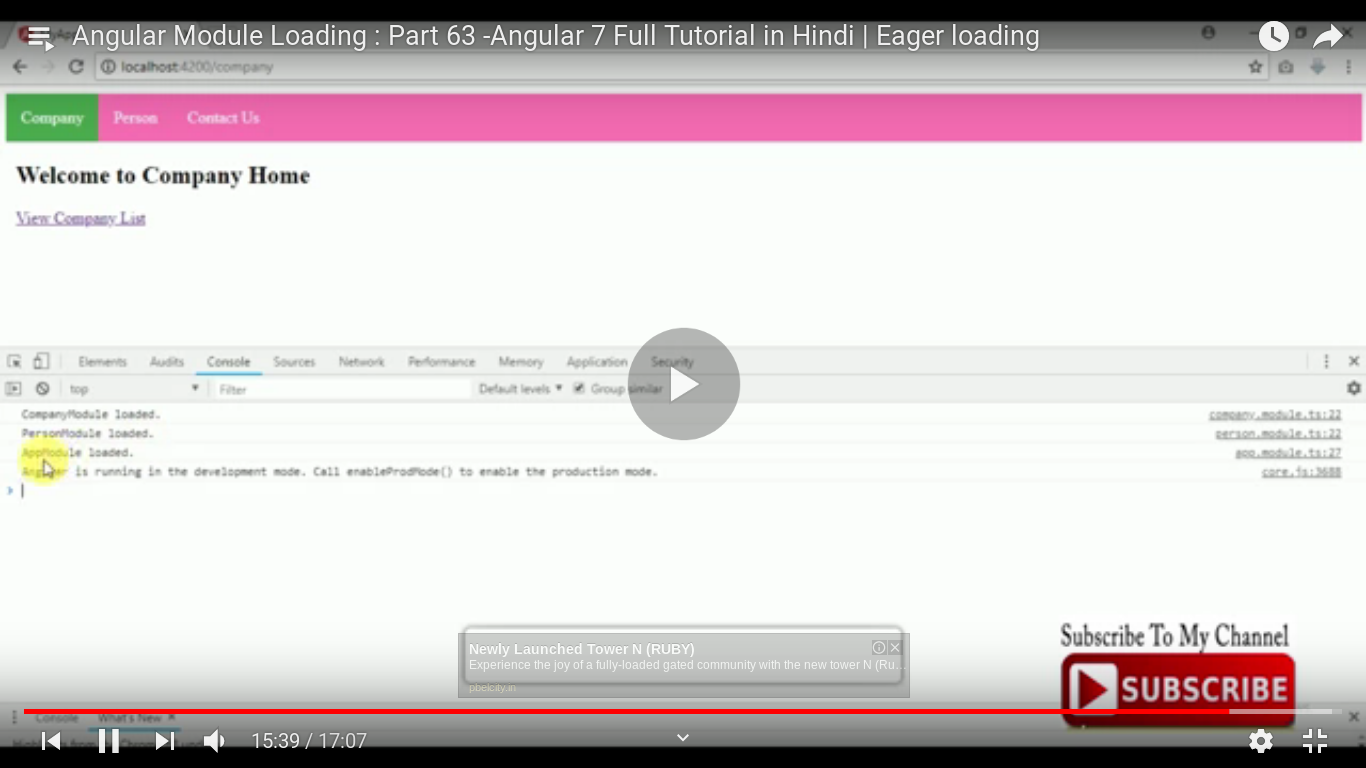 Angular Module Loading : Part 63 -Angular 7 Full Tutorial in Hindi | Eager loading
localhost:4200/company
Company Person Contact Us
Welcome to Company Home
View Company List
Elements Audits Console Sources Network Performance Memory Application Security
top Filter Default levels Group similar
CompanyModule loaded. company.module.ts:22
PersonModule loaded. person.module.ts:22
AppModule loaded. app.module.ts:27
Angular is running in the development mode. Call enableProdMode() to enable the production mode. core.js:3688
Subscribe To My Channel
Newly Launched Tower N (RUBY)
Experience the joy of a fully-loaded gated community with the new tower N (Ru...
pbelcity.in
SUBSCRIBE
Console What's New
15:39 / 17:07